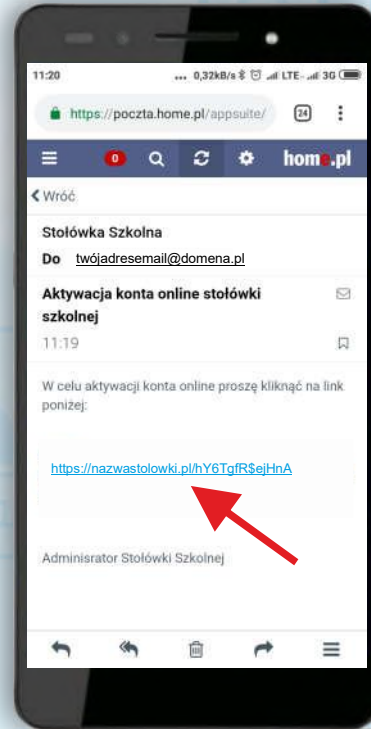 11:20 ... 0,32kB/s LTE 3G
https://poczta.home.pl/appsuite/ 24
0 home.pl
Wróć
Stołówka Szkolna
Do twójadresemail@domena.pl
Aktywacja konta online stołówki
szkolnej
11:19
W celu aktywacji konta online proszę kliknąć na link
poniżej:
https://nazwastolowki.pl/hY6TgfR$ejHnA
Adminisrator Stołówki Szkolnej